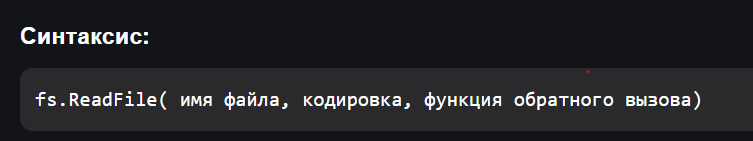 Синтаксис:
fs.ReadFile( имя файла, кодировка, функция обратного вызова)